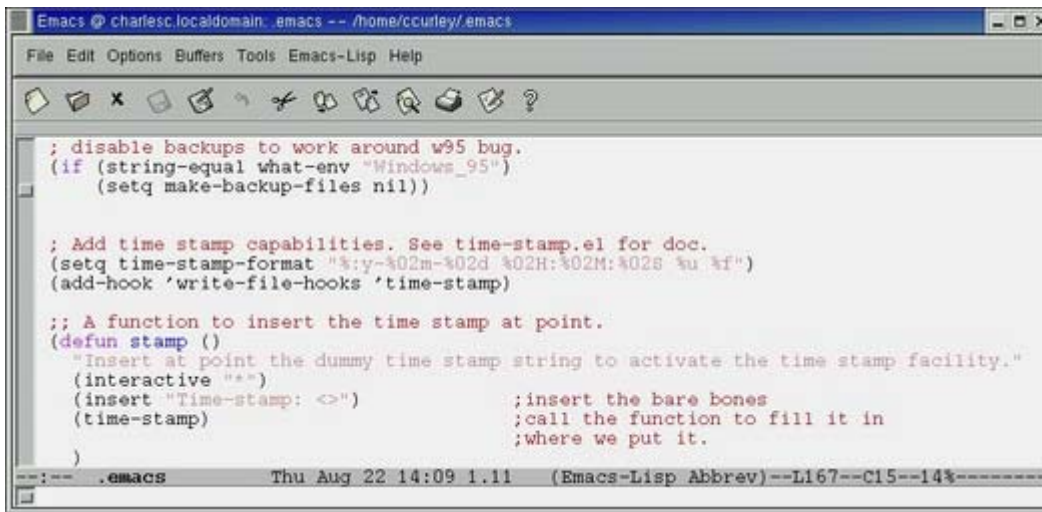 Emacs @ charlesc.localdomain: .emacs -- /home/ccurley/.emacs
File Edit Options Buffers Tools Emacs-Lisp Help
; disable backups to work around w95 bug.
(if (string-equal what-env "Windows_95")
(setq make-backup-files nil))
; Add time stamp capabilities. See time-stamp.el for doc.
(setq time-stamp-format "%:y-%02m-%02d %02H:%02M:%02S %u %f")
(add-hook 'write-file-hooks 'time-stamp)
;; A function to insert the time stamp at point.
(defun stamp ()
"Insert at point the dummy time stamp string to activate the time stamp facility."
(interactive "*")
(insert "Time-stamp: <>") ;insert the bare bones
(time-stamp) ;call the function to fill it in
;where we put it.
)
--:-- .emacs Thu Aug 22 14:09 1.11 (Emacs-Lisp Abbrev)--L167--C15--14%--------